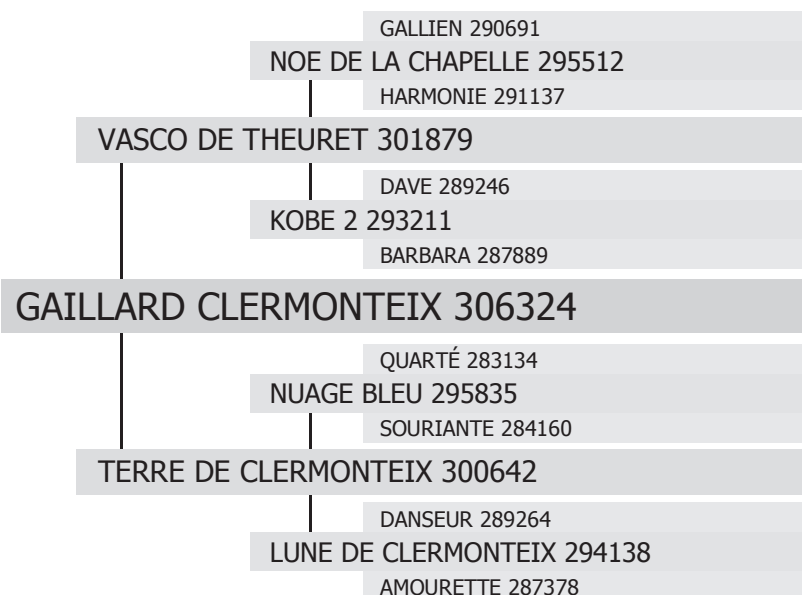 GALLIEN 290691
NOE DE LA CHAPELLE 295512
HARMONIE 291137
VASCO DE THEURET 301879
DAVE 289246
KOBE 2 293211
BARBARA 287889
GAILLARD CLERMONTEIX 306324
QUARTÉ 283134
NUAGE BLEU 295835
SOURIANTE 284160
TERRE DE CLERMONTEIX 300642
DANSEUR 289264
LUNE DE CLERMONTEIX 294138
AMOURETTE 287378